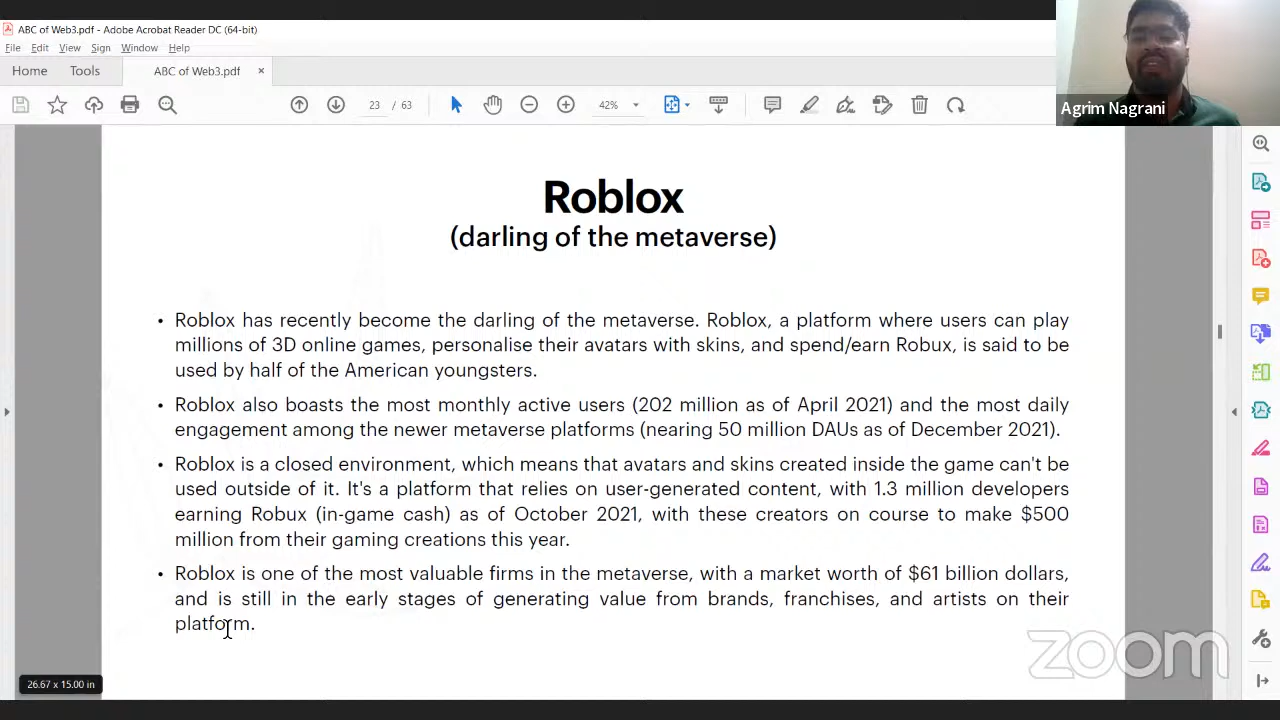 ABC of Web3.pdf - Adobe Acrobat Reader DC (64-bit)
File Edit View Sign Window Help
Home Tools ABC of Web3.pdf ×
23 / 63 42%
Agrim Nagrani
Roblox
(darling of the metaverse)
• Roblox has recently become the darling of the metaverse. Roblox, a platform where users can play
millions of 3D online games, personalise their avatars with skins, and spend/earn Robux, is said to be
used by half of the American youngsters.
• Roblox also boasts the most monthly active users (202 million as of April 2021) and the most daily
engagement among the newer metaverse platforms (nearing 50 million DAUs as of December 2021).
• Roblox is a closed environment, which means that avatars and skins created inside the game can't be
used outside of it. It's a platform that relies on user-generated content, with 1.3 million developers
earning Robux (in-game cash) as of October 2021, with these creators on course to make $500
million from their gaming creations this year.
• Roblox is one of the most valuable firms in the metaverse, with a market worth of $61 billion dollars,
and is still in the early stages of generating value from brands, franchises, and artists on their
platform.
zoom
26.67 x 15.00 in